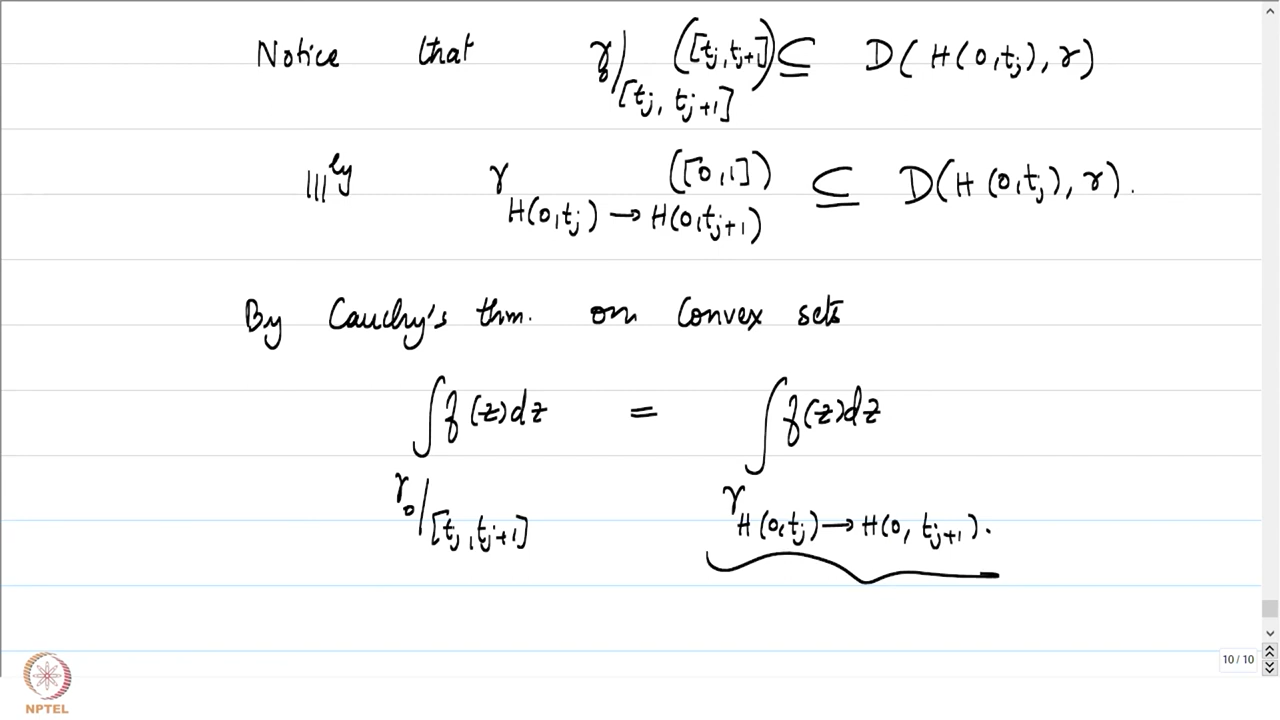 Notice that γ₀|[tj, tj+1] ([tj, tj+1]) ⊆ D(H(0,tj), r)
|||ly γ H(0,tj) → H(0,tj+1) ([0,1]) ⊆ D(H(0,tj), r).
By Cauchy's thm. on Convex sets
∫f(z)dz = ∫f(z)dz
γ₀|[tj, tj+1] γ H(0,tj) → H(0, tj+1).
10 / 10
NPTEL